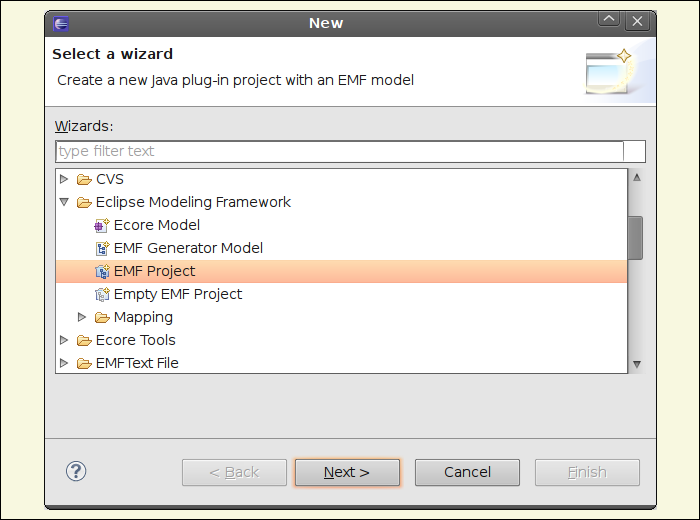 New
Select a wizard
Create a new Java plug-in project with an EMF model
Wizards:
type filter text
CVS
Eclipse Modeling Framework
Ecore Model
EMF Generator Model
EMF Project
Empty EMF Project
Mapping
Ecore Tools
EMFText File
? < Back Next > Cancel Finish